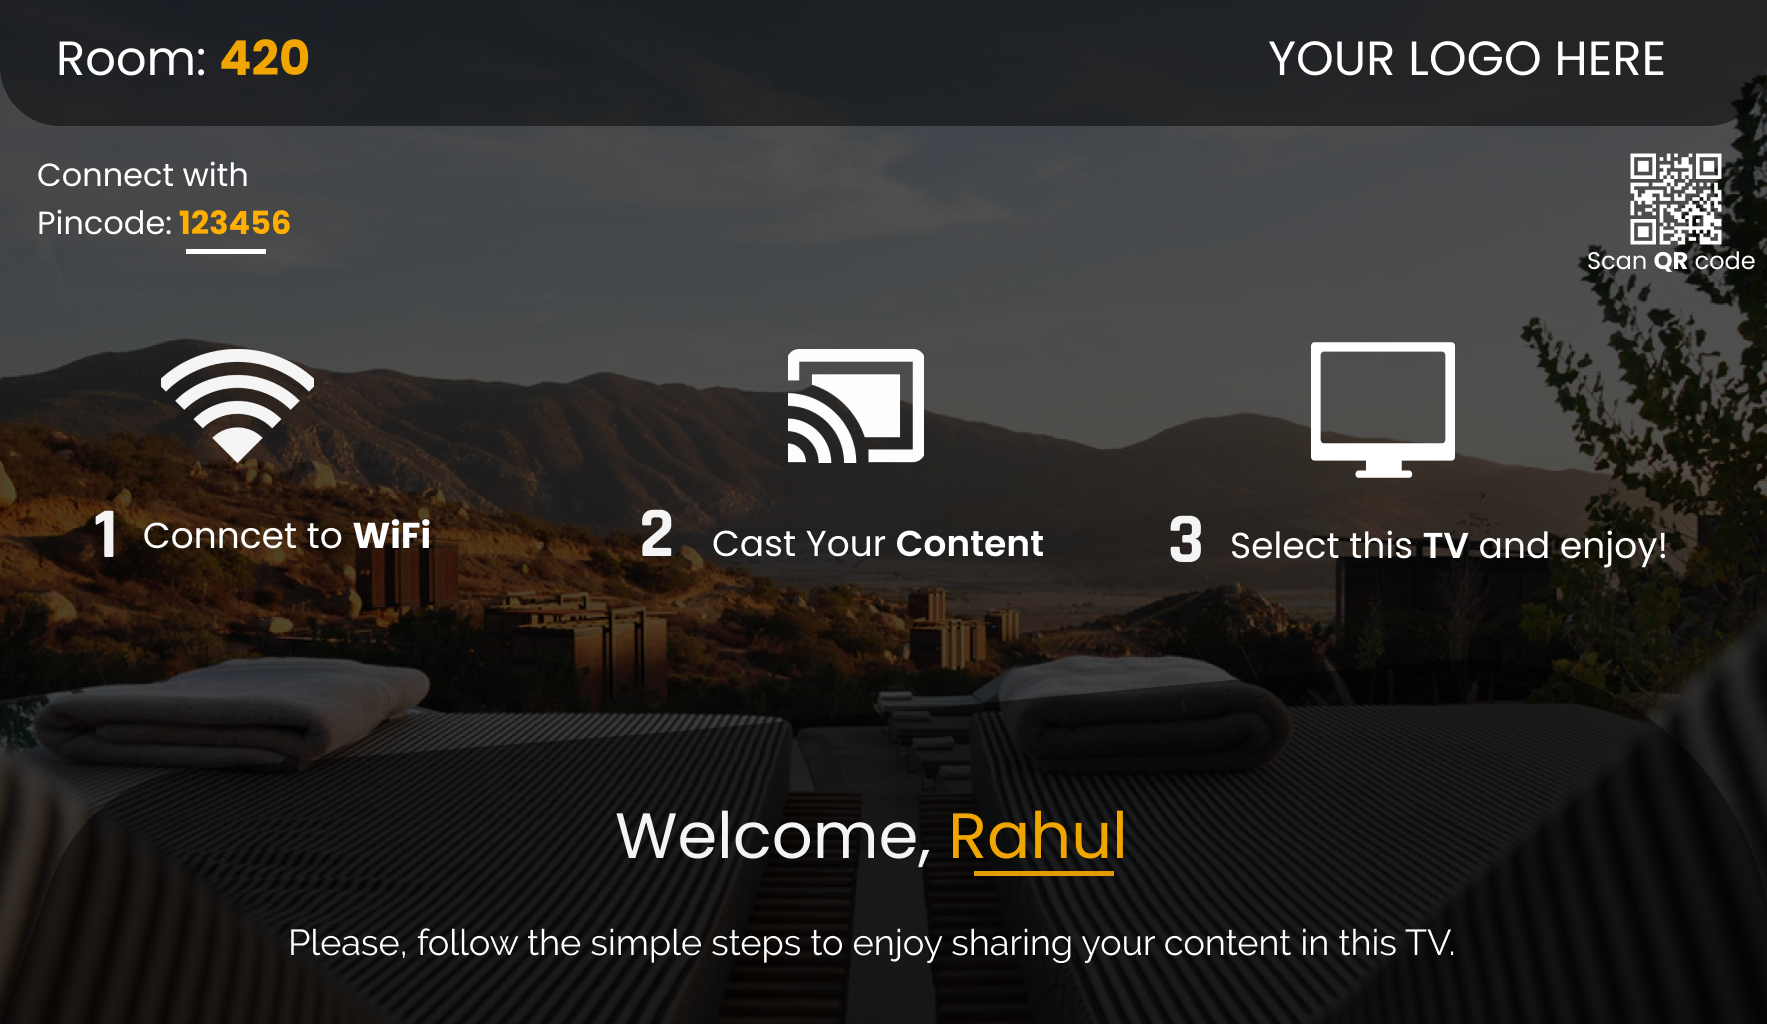 Room: 420
YOUR LOGO HERE
Connect with
Pincode: 123456
Scan QR code
1 Conncet to WiFi
2 Cast Your Content
3 Select this TV and enjoy!
Welcome, Rahul
Please, follow the simple steps to enjoy sharing your content in this TV.